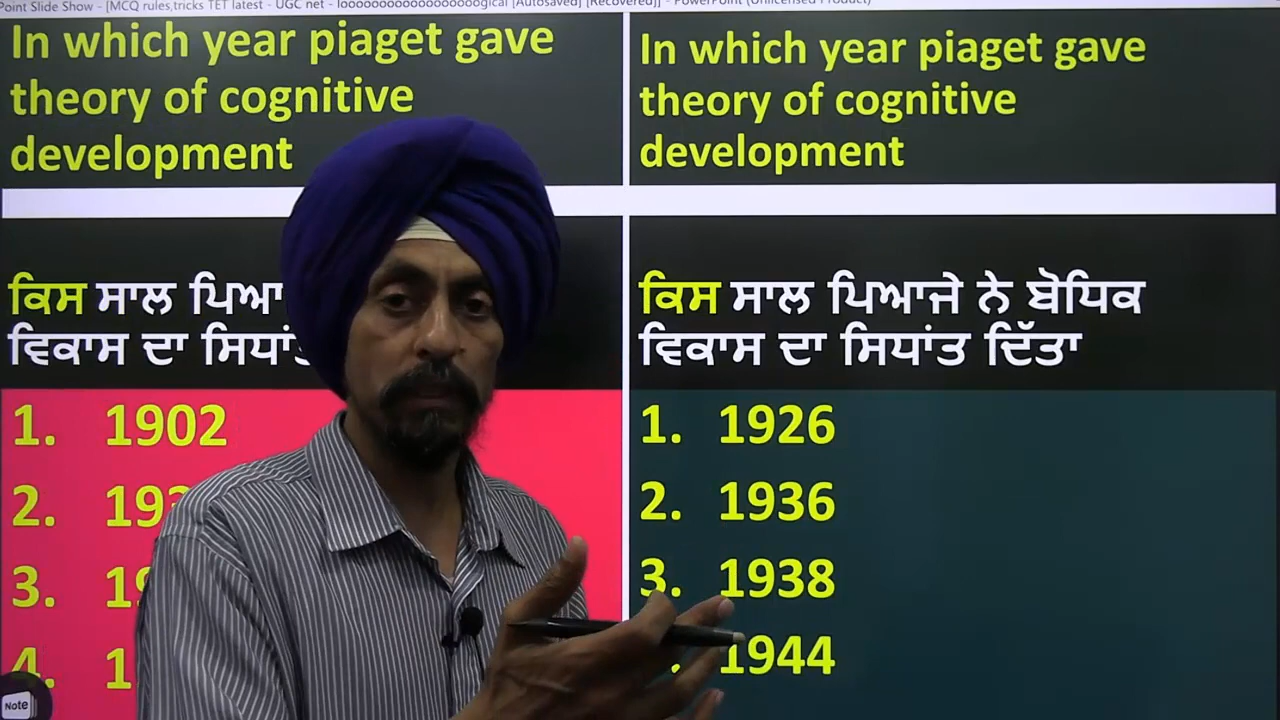 Point Slide Show - [MCQ rules,tricks TET latest - UGC net - looooooooooooooooooogical [Autosaved] [Recovered]] - PowerPoint (Unlicensed Product)
In which year piaget gave
theory of cognitive
development
ਕਿਸ ਸਾਲ
ਵਿਕਾਸ ਦਾ
1. 1902
2.
3.
4.
In which year piaget gave
theory of cognitive
development
ਕਿਸ ਸਾਲ ਪਿਆਜੇ ਨੇ ਬੋਧਿਕ
ਵਿਕਾਸ ਦਾ ਸਿਧਾਂਤ ਦਿੱਤਾ
1. 1926
2. 1936
3. 1938
1944
Note